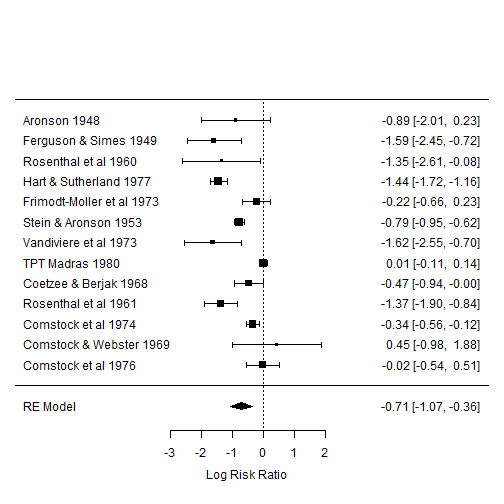 Aronson 1948 -0.89 [-2.01, 0.23]
Ferguson & Simes 1949 -1.59 [-2.45, -0.72]
Rosenthal et al 1960 -1.35 [-2.61, -0.08]
Hart & Sutherland 1977 -1.44 [-1.72, -1.16]
Frimodt-Moller et al 1973 -0.22 [-0.66, 0.23]
Stein & Aronson 1953 -0.79 [-0.95, -0.62]
Vandiviere et al 1973 -1.62 [-2.55, -0.70]
TPT Madras 1980 0.01 [-0.11, 0.14]
Coetzee & Berjak 1968 -0.47 [-0.94, -0.00]
Rosenthal et al 1961 -1.37 [-1.90, -0.84]
Comstock et al 1974 -0.34 [-0.56, -0.12]
Comstock & Webster 1969 0.45 [-0.98, 1.88]
Comstock et al 1976 -0.02 [-0.54, 0.51]
RE Model -0.71 [-1.07, -0.36]
-3 -2 -1 0 1 2
Log Risk Ratio